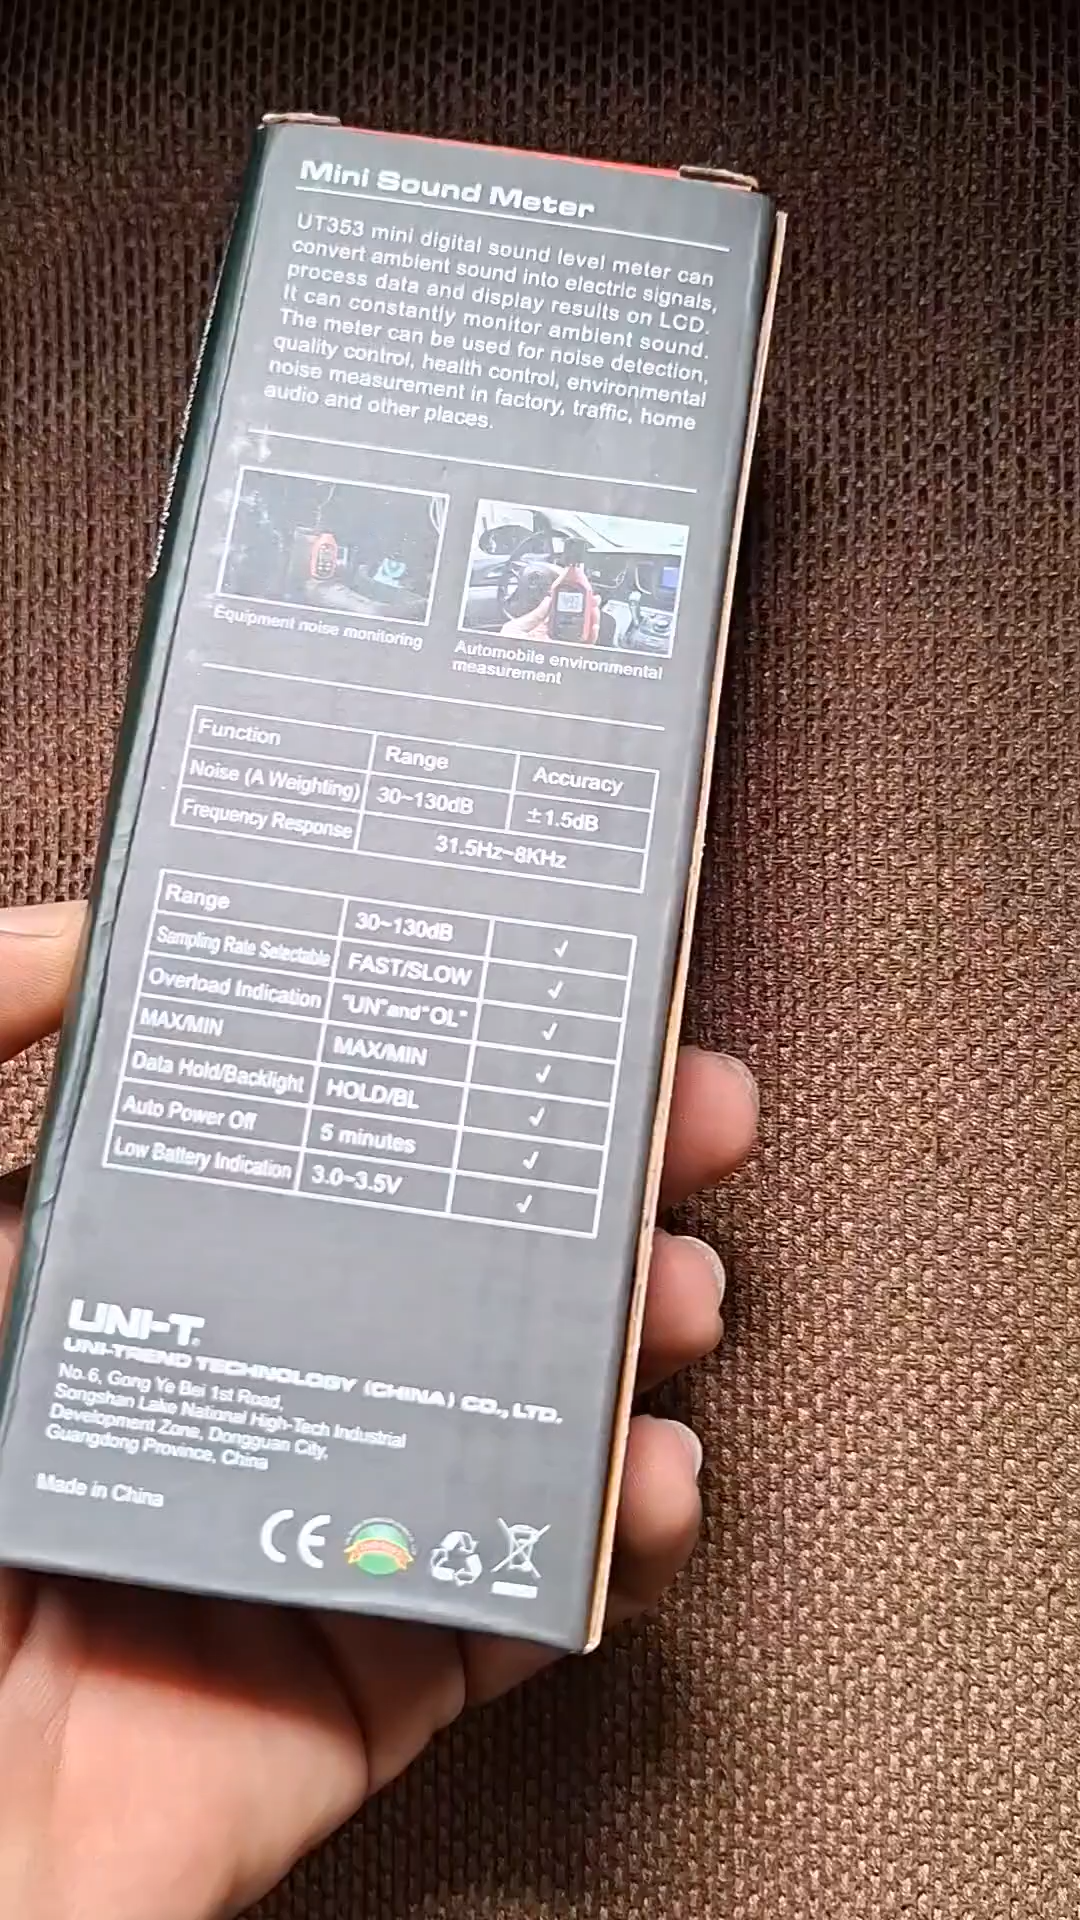 Mini Sound Meter
UT353 mini digital sound level meter can
convert ambient sound into electric signals,
process data and display results on LCD.
It can constantly monitor ambient sound.
The meter can be used for noise detection,
quality control, health control, environmental
noise measurement in factory, traffic, home
audio and other places.
Equipment noise monitoring
Automobile environmental
measurement
Function Range Accuracy
Noise (A Weighting) 30~130dB ±1.5dB
Frequency Response 31.5Hz~8KHz
Range 30~130dB √
Sampling Rate Selectable FAST/SLOW √
Overload Indication "UN"and"OL" √
MAX/MIN MAX/MIN √
Data Hold/Backlight HOLD/BL √
Auto Power Off 5 minutes √
Low Battery Indication 3.0~3.5V √
UNI-T.
UNI-TREND TECHNOLOGY (CHINA) CO., LTD.
No.6, Gong Ye Bei 1st Road,
Songshan Lake National High-Tech Industrial
Development Zone, Dongguan City,
Guangdong Province, China
Made in China
CE